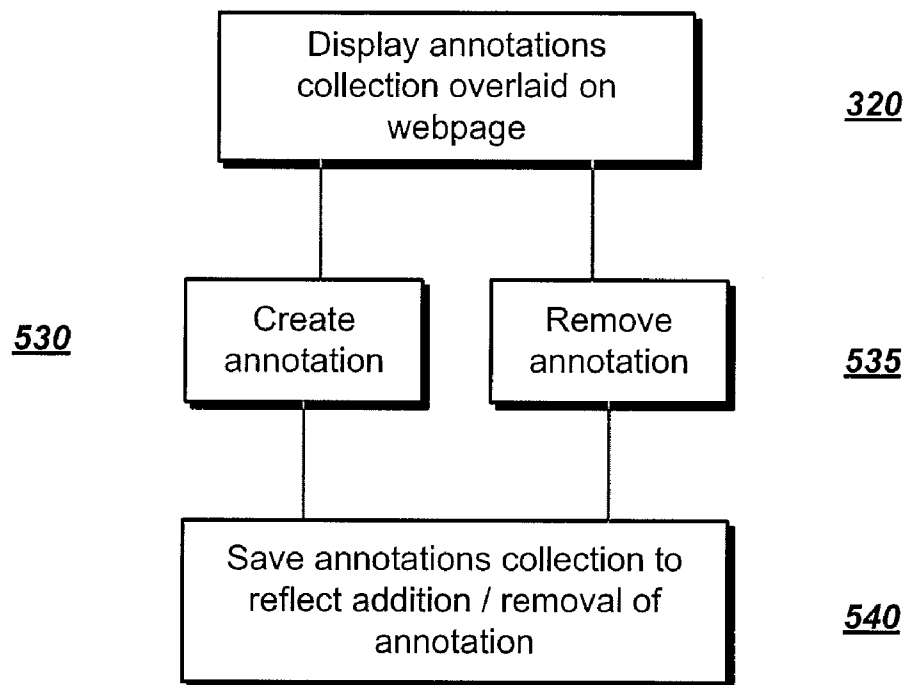 Display annotations
collection overlaid on
webpage
320
530
Create
annotation
Remove
annotation
535
Save annotations collection to
reflect addition / removal of
annotation
540